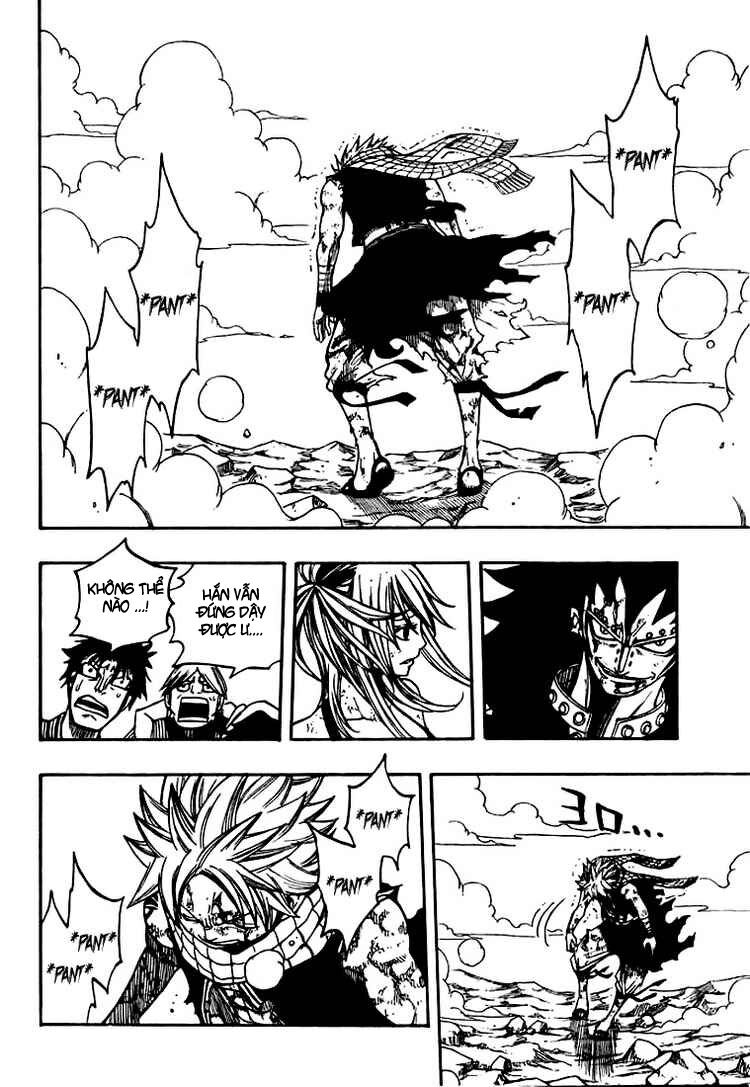 *PANT*
*PANT*
*PANT*
*PANT*
KHÔNG THỂ
NÀO ...!
HẮN VẪN
ĐỨNG DẬY
ĐƯỢC Ư....
*PANT*
*PANT*
*PANT*
*PANT*
ヨロ...